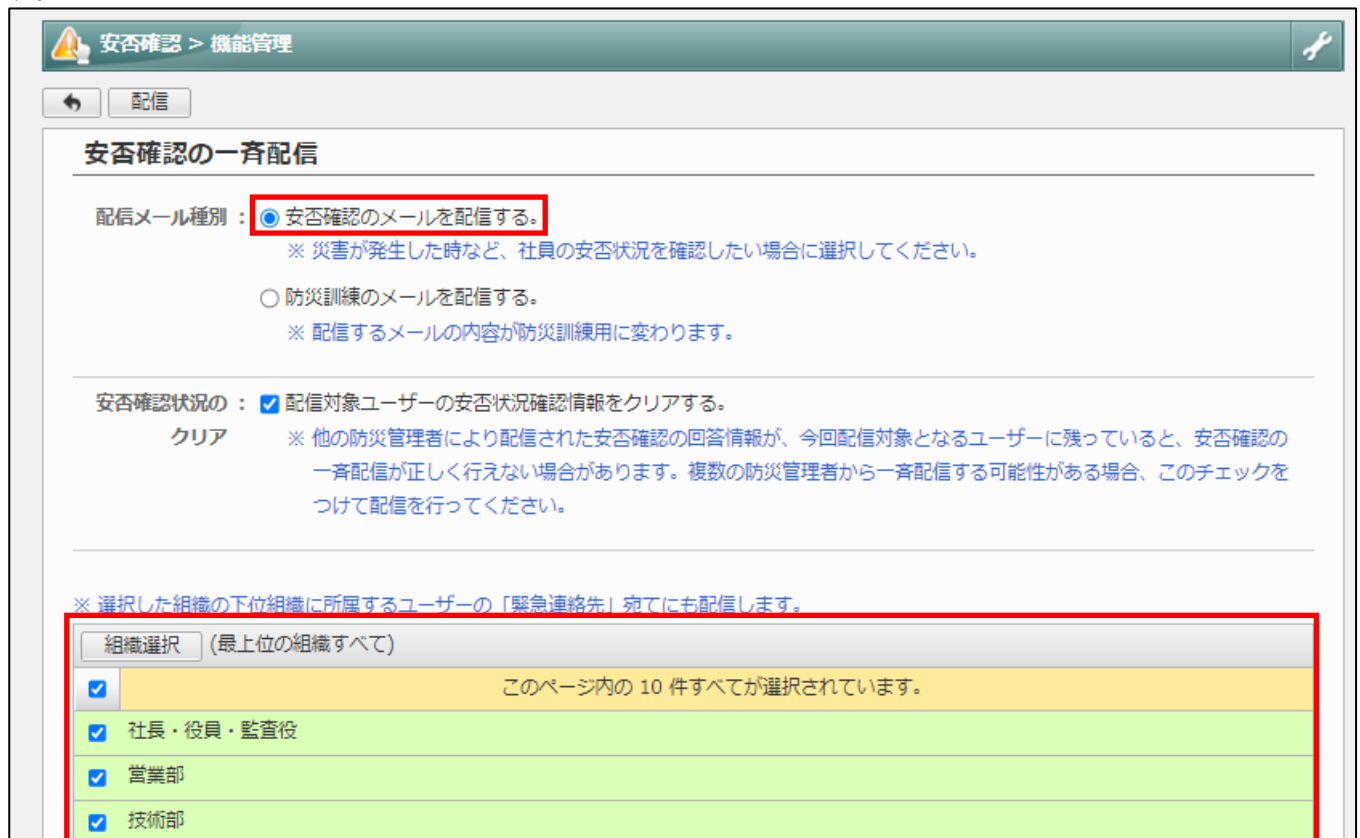 安否確認 > 機能管理
配信
安否確認の一斉配信
配信メール種別 : 安否確認のメールを配信する。
※ 災害が発生した時など、社員の安否状況を確認したい場合に選択してください。
防災訓練のメールを配信する。
※ 配信するメールの内容が防災訓練用に変わります。
安否確認状況の : 配信対象ユーザーの安否状況確認情報をクリアする。
クリア ※ 他の防災管理者により配信された安否確認の回答情報が、今回配信対象となるユーザーに残っていると、安否確認の
一斉配信が正しく行えない場合があります。複数の防災管理者から一斉配信する可能性がある場合、このチェックを
つけて配信を行ってください。
※ 選択した組織の下位組織に所属するユーザーの「緊急連絡先」宛てにも配信します。
組織選択 (最上位の組織すべて)
このページ内の 10 件すべてが選択されています。
社長・役員・監査役
営業部
技術部